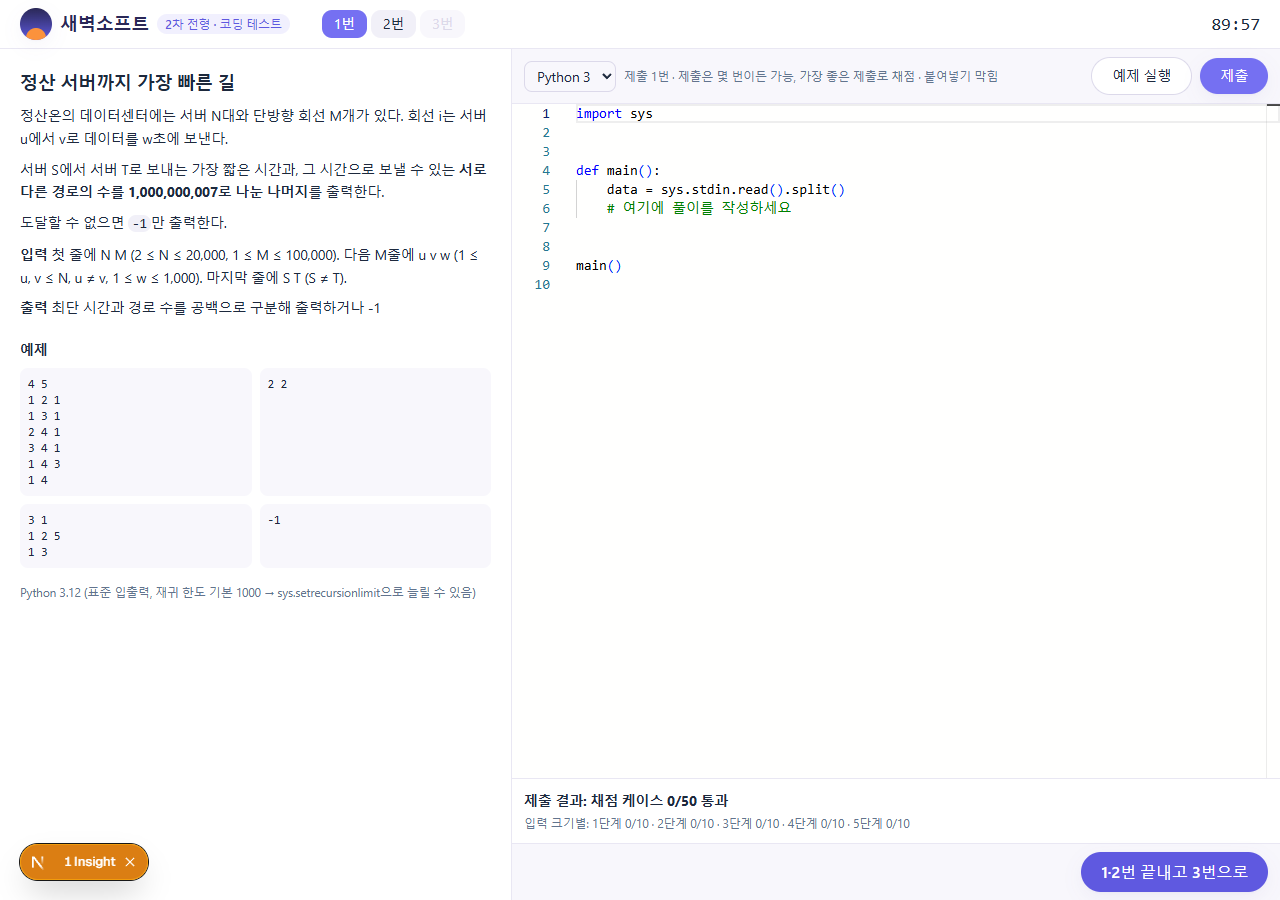 새벽소프트
2차 전형 · 코딩 테스트
1번
2번
3번
89:57
정산 서버까지 가장 빠른 길
정산온의 데이터센터에는 서버 N대와 단방향 회선 M개가 있다. 회선 i는 서버
u에서 v로 데이터를 w초에 보낸다.
서버 S에서 서버 T로 보내는 가장 짧은 시간과, 그 시간으로 보낼 수 있는 서로
다른 경로의 수를 1,000,000,007로 나눈 나머지를 출력한다.
도달할 수 없으면 -1 만 출력한다.
입력 첫 줄에 N M (2 ≤ N ≤ 20,000, 1 ≤ M ≤ 100,000). 다음 M줄에 u v w (1 ≤
u, v ≤ N, u ≠ v, 1 ≤ w ≤ 1,000). 마지막 줄에 S T (S ≠ T).
출력 최단 시간과 경로 수를 공백으로 구분해 출력하거나 -1
예제
4 5
1 2 1
1 3 1
2 4 1
3 4 1
1 4 3
1 4
2 2
3 1
1 2 5
1 3
-1
Python 3.12 (표준 입출력, 재귀 한도 기본 1000 → sys.setrecursionlimit으로 늘릴 수 있음)
1 Insight
Python 3
제출 1번 · 제출은 몇 번이든 가능, 가장 좋은 제출로 채점 · 붙여넣기 막힘
예제 실행
제출
1 import sys
2
3
4 def main():
5 data = sys.stdin.read().split()
6 # 여기에 풀이를 작성하세요
7
8
9 main()
10
제출 결과: 채점 케이스 0/50 통과
입력 크기별: 1단계 0/10 · 2단계 0/10 · 3단계 0/10 · 4단계 0/10 · 5단계 0/10
1·2번 끝내고 3번으로